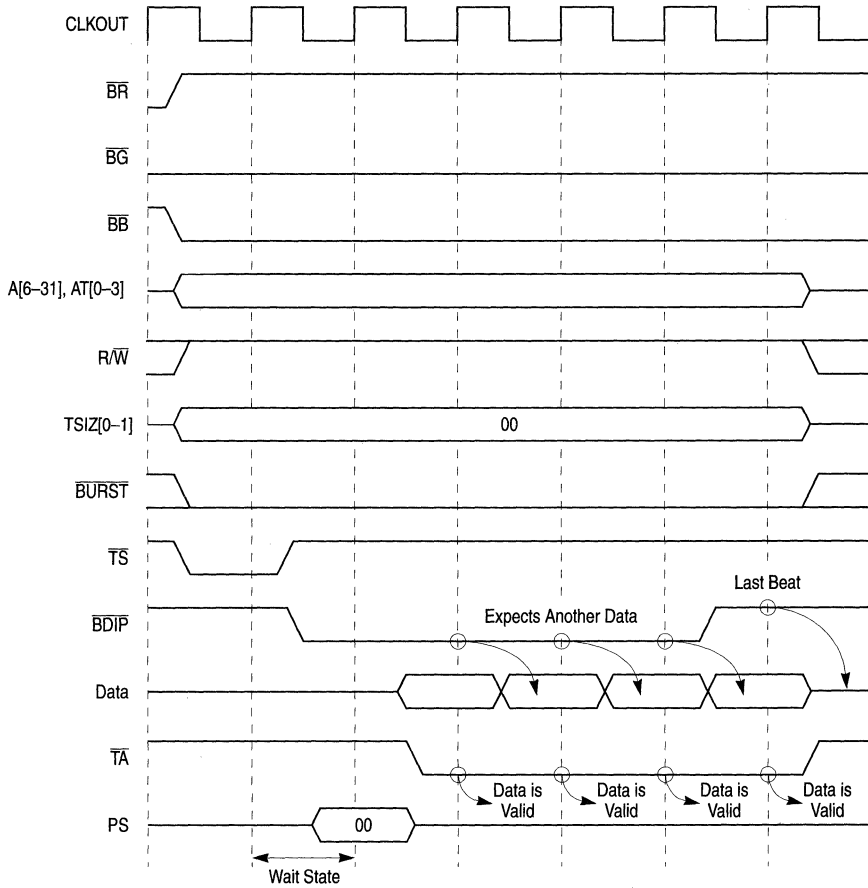 CLKOUT
BR
BG
BB
A[6–31], AT[0–3]
R/W
TSIZ[0–1]
00
BURST
TS
Last Beat
BDIP
Expects Another Data
Data
TA
Data is
Valid
Data is
Valid
Data is
Valid
Data is
Valid
PS
00
Wait State